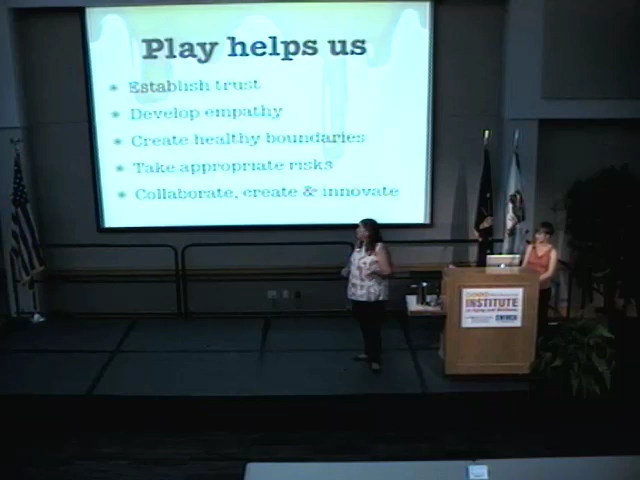 Play helps us
Establish trust
Develop empathy
Create healthy boundaries
Take appropriate risks
Collaborate, create & innovate
INSTITUTE